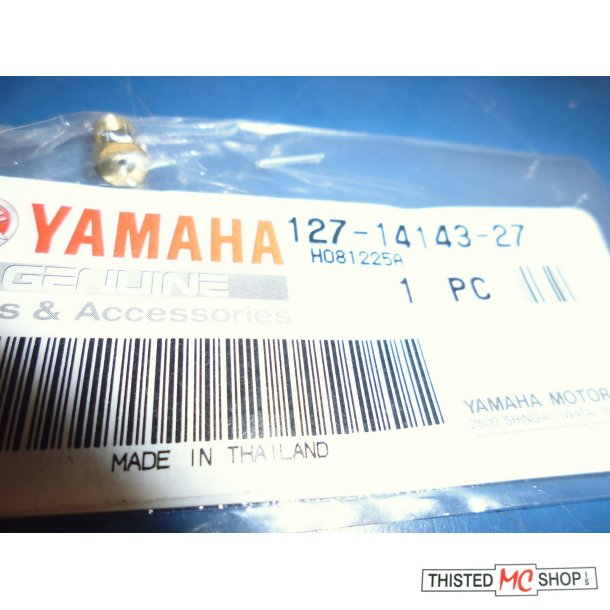 YAMAHA 127-14143-27
H081225A
GENUINE
1 PC
s & Accessories
YAMAHA MOTOR
2500 SHINGAI IWATA
MADE IN THAILAND
THISTED MC SHOP I/S